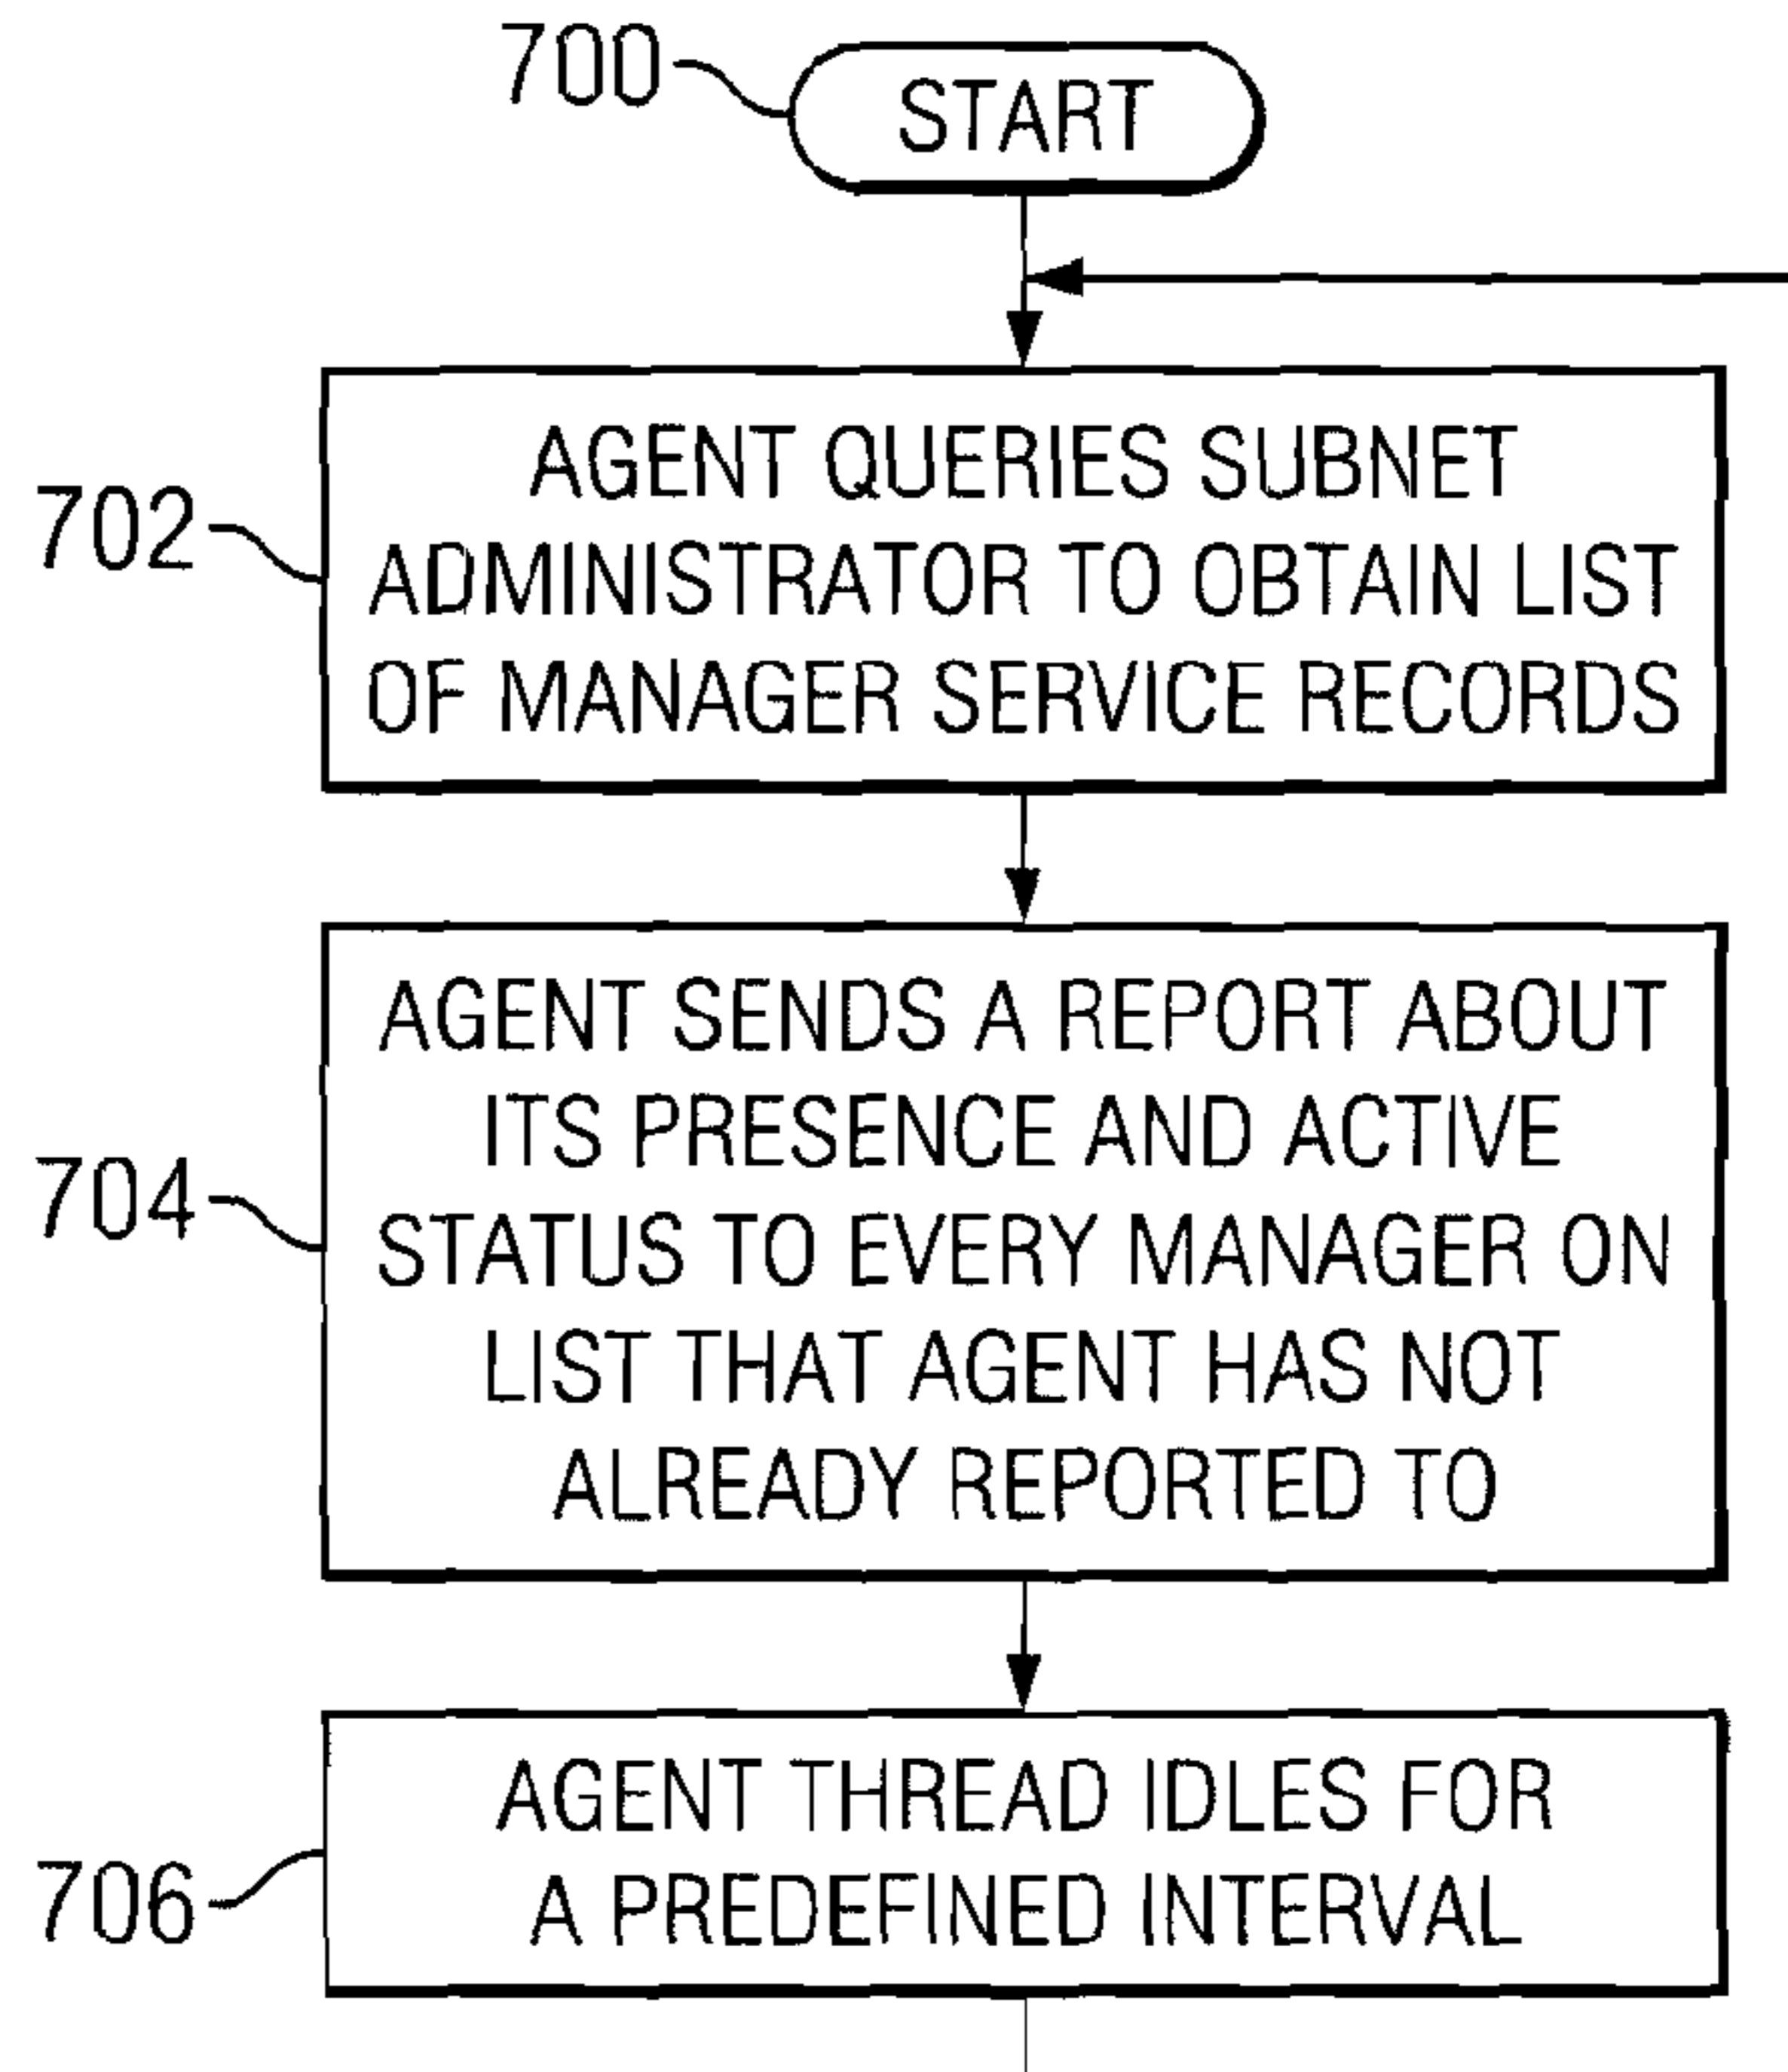 700
START
702
AGENT QUERIES SUBNET
ADMINISTRATOR TO OBTAIN LIST
OF MANAGER SERVICE RECORDS
704
AGENT SENDS A REPORT ABOUT
ITS PRESENCE AND ACTIVE
STATUS TO EVERY MANAGER ON
LIST THAT AGENT HAS NOT
ALREADY REPORTED TO
706
AGENT THREAD IDLES FOR
A PREDEFINED INTERVAL